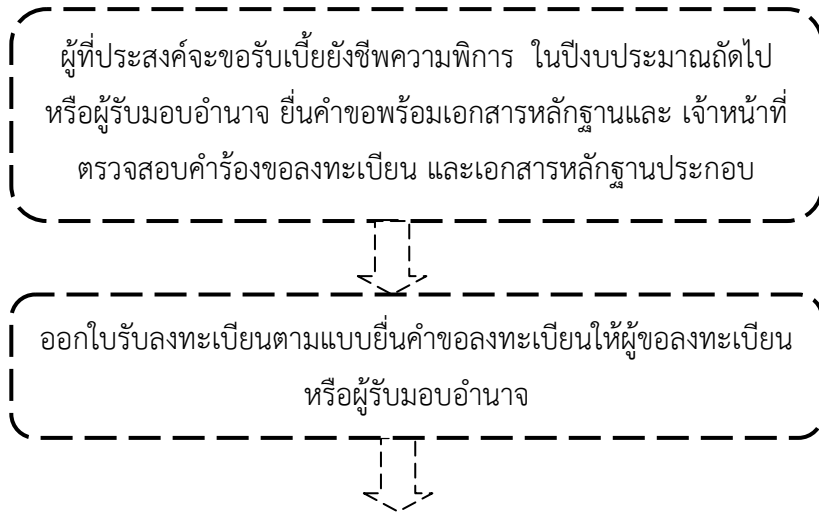 ผู้ที่ประสงค์จะขอรับเบี้ยยังชีพความพิการ ในปีงบประมาณถัดไป
หรือผู้รับมอบอำนาจ ยื่นคำขอพร้อมเอกสารหลักฐานและ เจ้าหน้าที่
ตรวจสอบคำร้องขอลงทะเบียน และเอกสารหลักฐานประกอบ
ออกใบรับลงทะเบียนตามแบบยื่นคำขอลงทะเบียนให้ผู้ขอลงทะเบียน
หรือผู้รับมอบอำนาจ